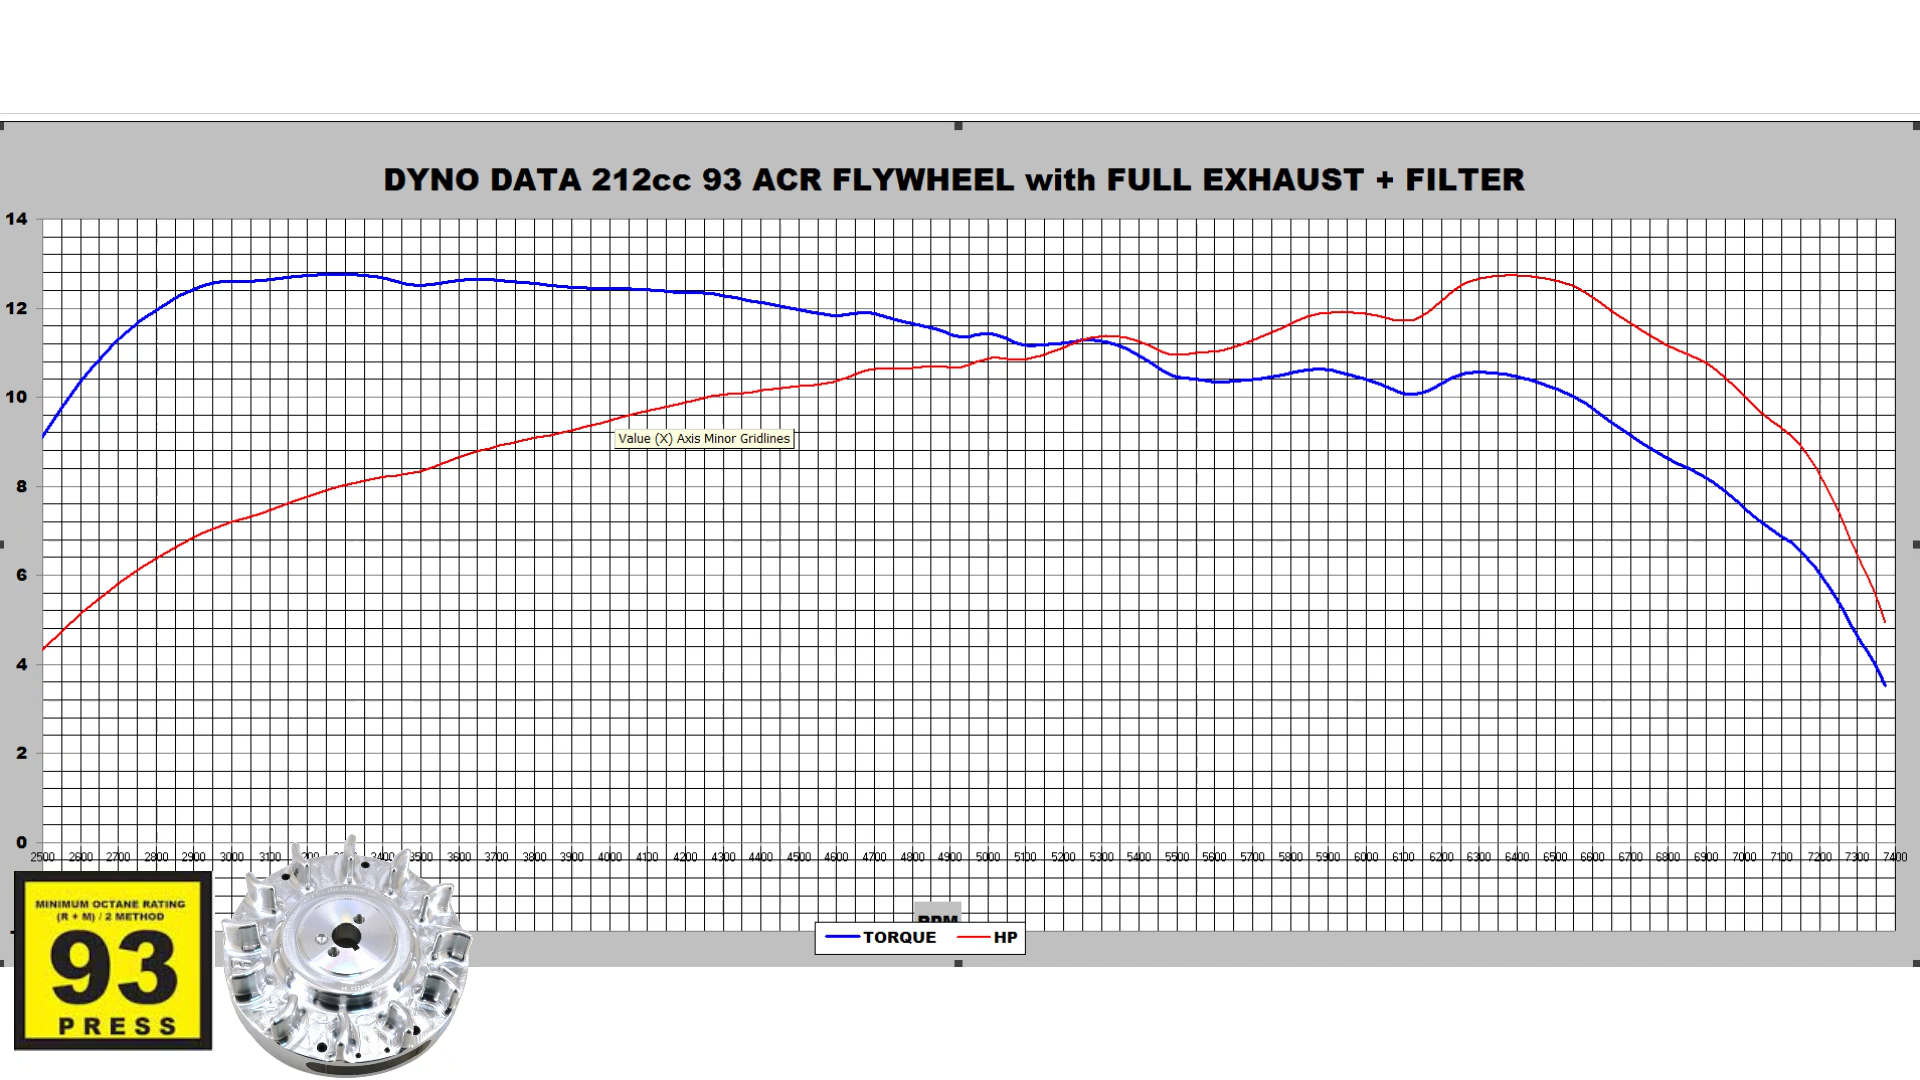 DYNO DATA 212cc 93 ACR FLYWHEEL with FULL EXHAUST + FILTER
14
12
10
8
6
4
2
0
Value (X) Axis Minor Gridlines
2500 2600 2700 2800 2900 3000 3100 3400 3500 3600 3700 3800 3900 4000 4100 4200 4300 4400 4500 4600 4700 4800 4900 5000 5100 5200 5300 5400 5500 5600 5700 5800 5900 6000 6100 6200 6300 6400 6500 6600 6700 6800 6900 7000 7100 7200 7300 7400
RPM
TORQUE HP
MINIMUM OCTANE RATING
(R + M) / 2 METHOD
93
PRESS